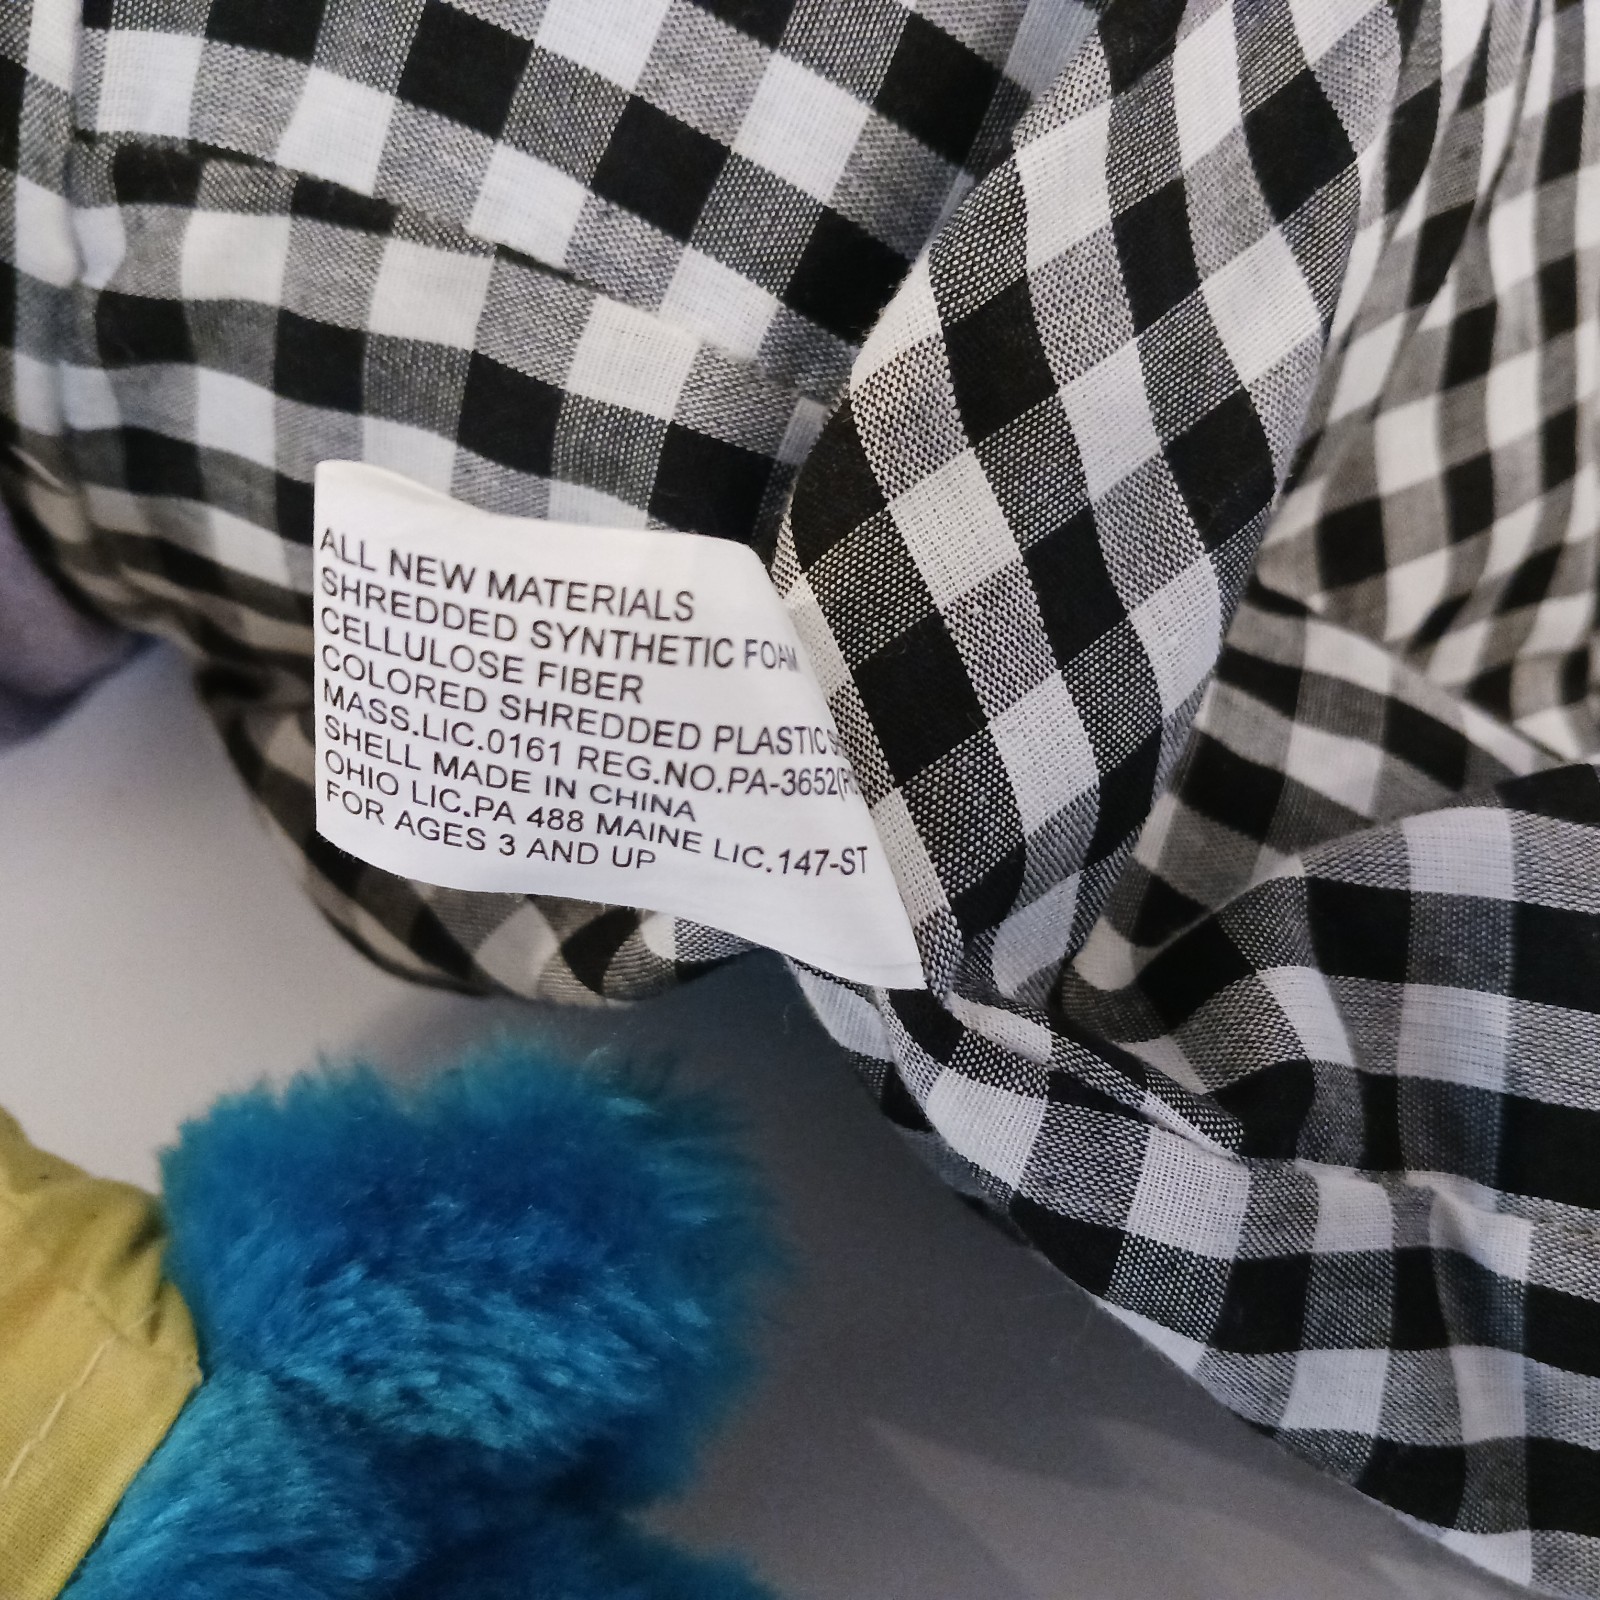 ALL NEW MATERIALS
SHREDDED SYNTHETIC FOAM
CELLULOSE FIBER
COLORED SHREDDED PLASTIC
MASS.LIC.0161 REG.NO.PA-3652
SHELL MADE IN CHINA
OHIO LIC.PA 488 MAINE LIC.147-ST
FOR AGES 3 AND UP